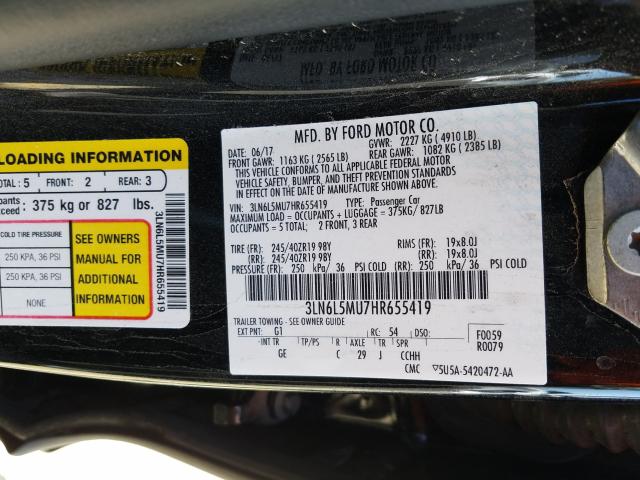 LOADING INFORMATION
TOTAL: 5 FRONT: 2 REAR: 3
375 kg or 827 lbs.
COLD TIRE PRESSURE
250 KPA, 36 PSI
250 KPA, 36 PSI
NONE
SEE OWNERS
MANUAL FOR
ADDITIONAL
INFORMATION
3LN6L5MU7HR655419
MFD. BY FORD MOTOR CO.
DATE: 06/17 GVWR: 2227 KG (4910 LB)
FRONT GAWR: 1163 KG (2565 LB) REAR GAWR: 1082 KG (2385 LB)
THIS VEHICLE CONFORMS TO ALL APPLICABLE FEDERAL MOTOR
VEHICLE SAFETY, BUMPER, AND THEFT PREVENTION STANDARDS
IN EFFECT ON THE DATE OF MANUFACTURE SHOWN ABOVE.
VIN: 3LN6L5MU7HR655419 TYPE: Passenger Car
MAXIMUM LOAD = OCCUPANTS + LUGGAGE = 375KG / 827LB
OCCUPANTS = 5 TOTAL: 2 FRONT, 3 REAR
TIRE (FR): 245/40ZR19 98Y RIMS (FR): 19x8.0J
(RR): 245/40ZR19 98Y (RR): 19x8.0J
PRESSURE (FR): 250 kPa/ 36 PSI COLD (RR): 250 kPa/ 36 PSI COLD
3LN6L5MU7HR655419
TRAILER TOWING - SEE OWNER GUIDE
EXT PNT: G1 RC: 54 DSO: F0059
R0079
INT TR TP/PS R AXLE TR SPR
GE C 29 J CCHH
CMC ▽5U5A-5420472-AA